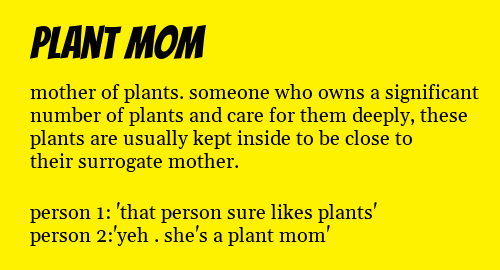 PLANT MOM
mother of plants. someone who owns a significant
number of plants and care for them deeply, these
plants are usually kept inside to be close to
their surrogate mother.
person 1: 'that person sure likes plants'
person 2:'yeh . she's a plant mom'